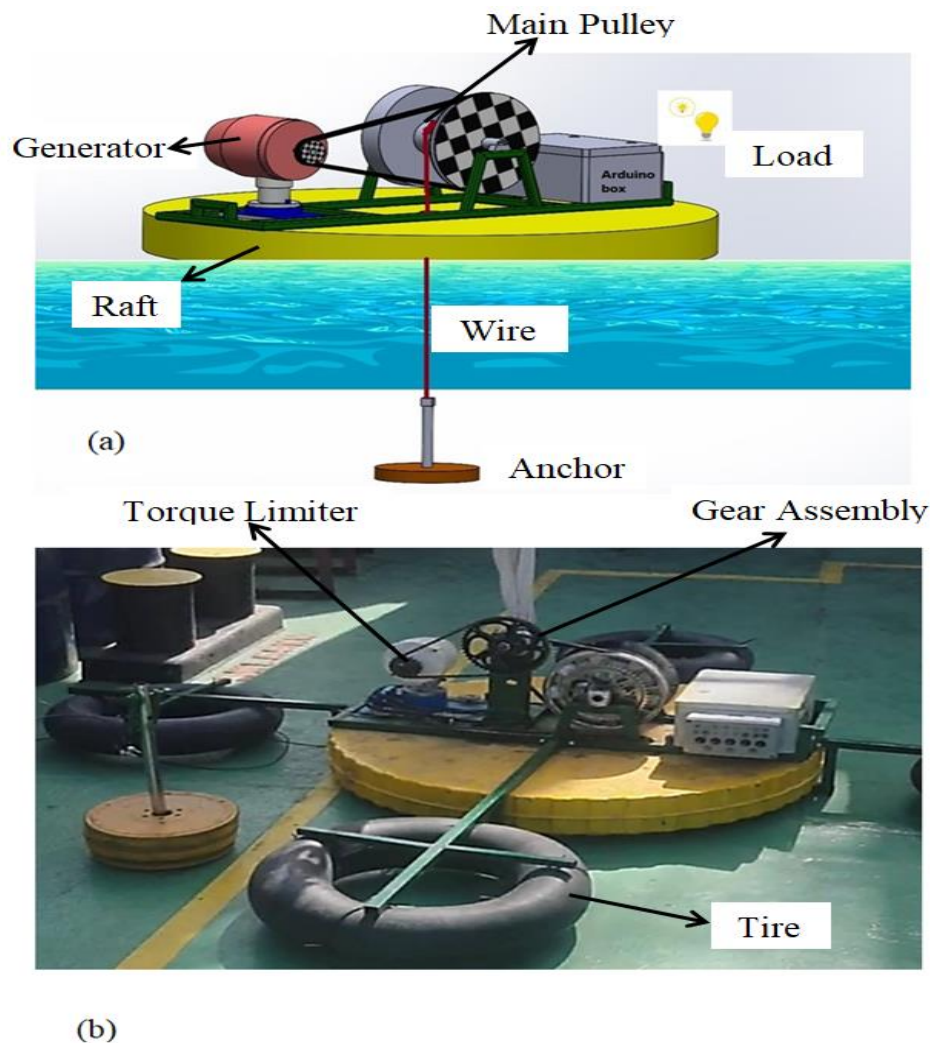 Main Pulley
Generator
Load
Arduino
box
Raft
Wire
(a)
Anchor
Torque Limiter
Gear Assembly
Tire
(b)